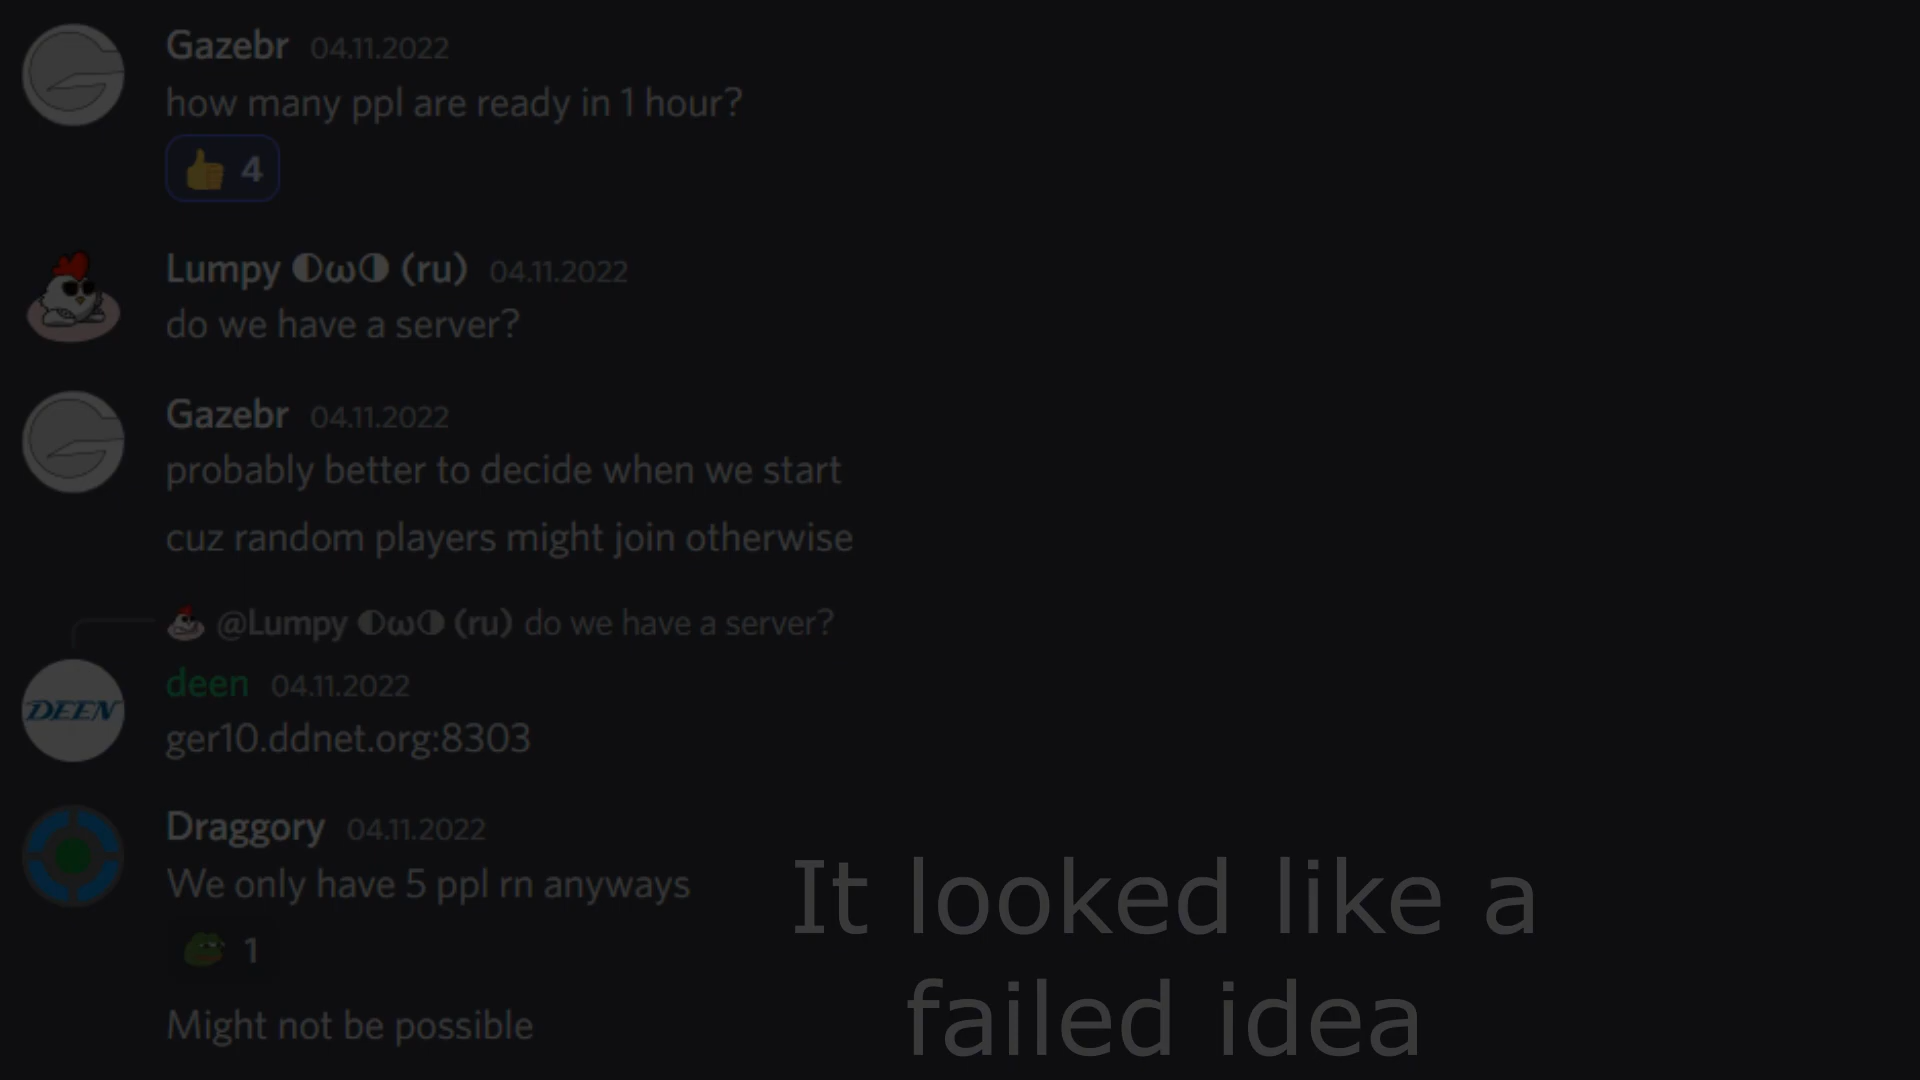 Gazebr 04.11.2022
how many ppl are ready in 1 hour?
👍 4
Lumpy ◐ω◑ (ru) 04.11.2022
do we have a server?
Gazebr 04.11.2022
probably better to decide when we start
cuz random players might join otherwise
@Lumpy ◐ω◑ (ru) do we have a server?
deen 04.11.2022
DEEN
ger10.ddnet.org:8303
Draggory 04.11.2022
We only have 5 ppl rn anyways
1
Might not be possible
It looked like a
failed idea